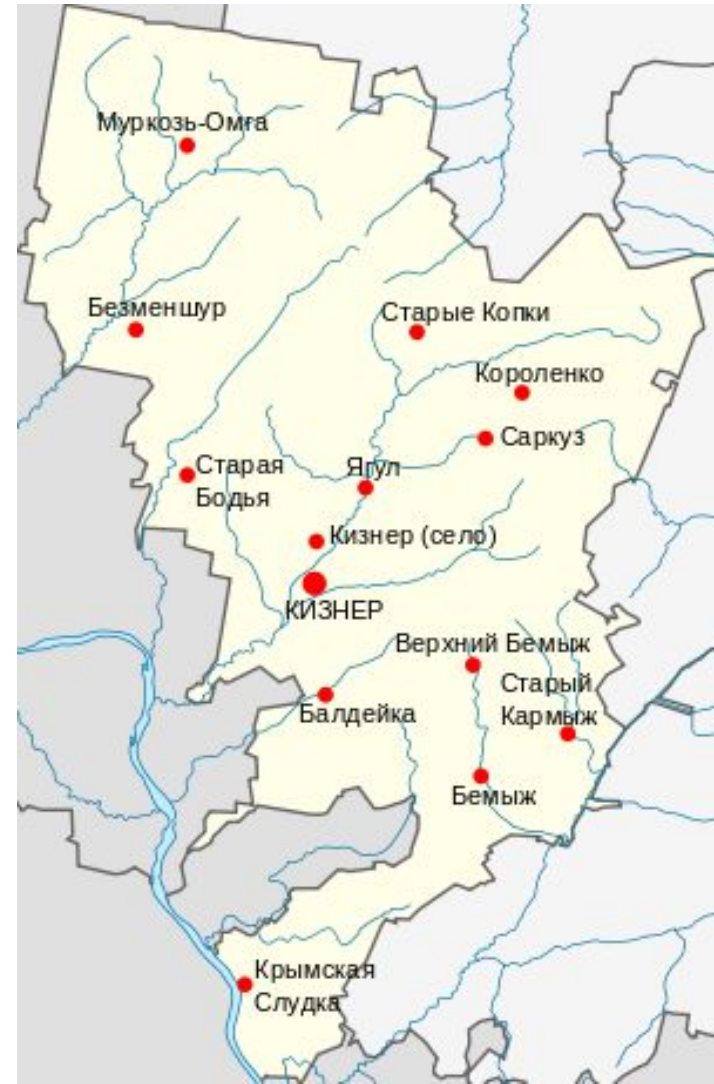 Муркозь-Омга
Безменшур
Старые Копки
Короленко
Саркуз
Старая
Бодья
Ягул
Кизнер (село)
КИЗНЕР
Верхний Бемыж
Старый
Кармыж
Балдейка
Бемыж
Крымская
Слудка